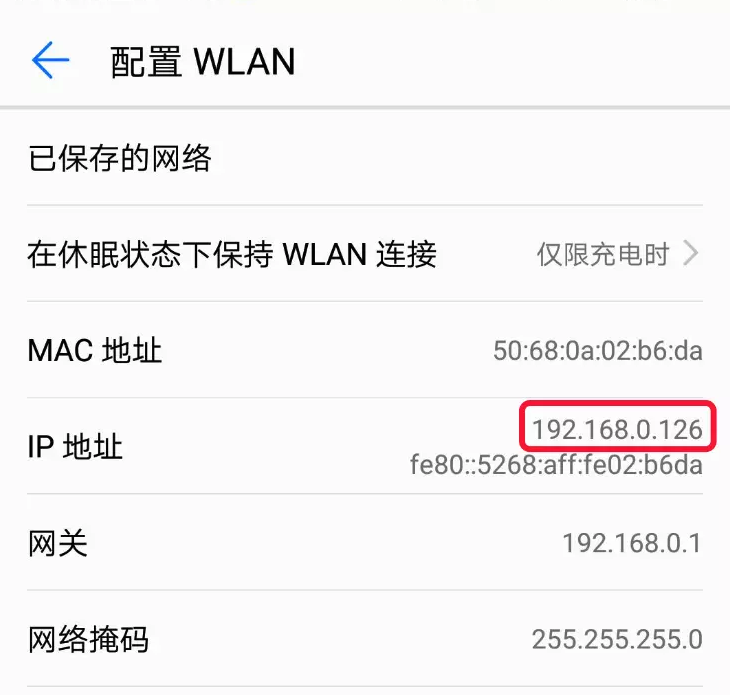 配置 WLAN
已保存的网络
在休眠状态下保持 WLAN 连接 仅限充电时
MAC 地址 50:68:0a:02:b6:da
IP 地址 192.168.0.126
fe80::5268:aff:fe02:b6da
网关 192.168.0.1
网络掩码 255.255.255.0